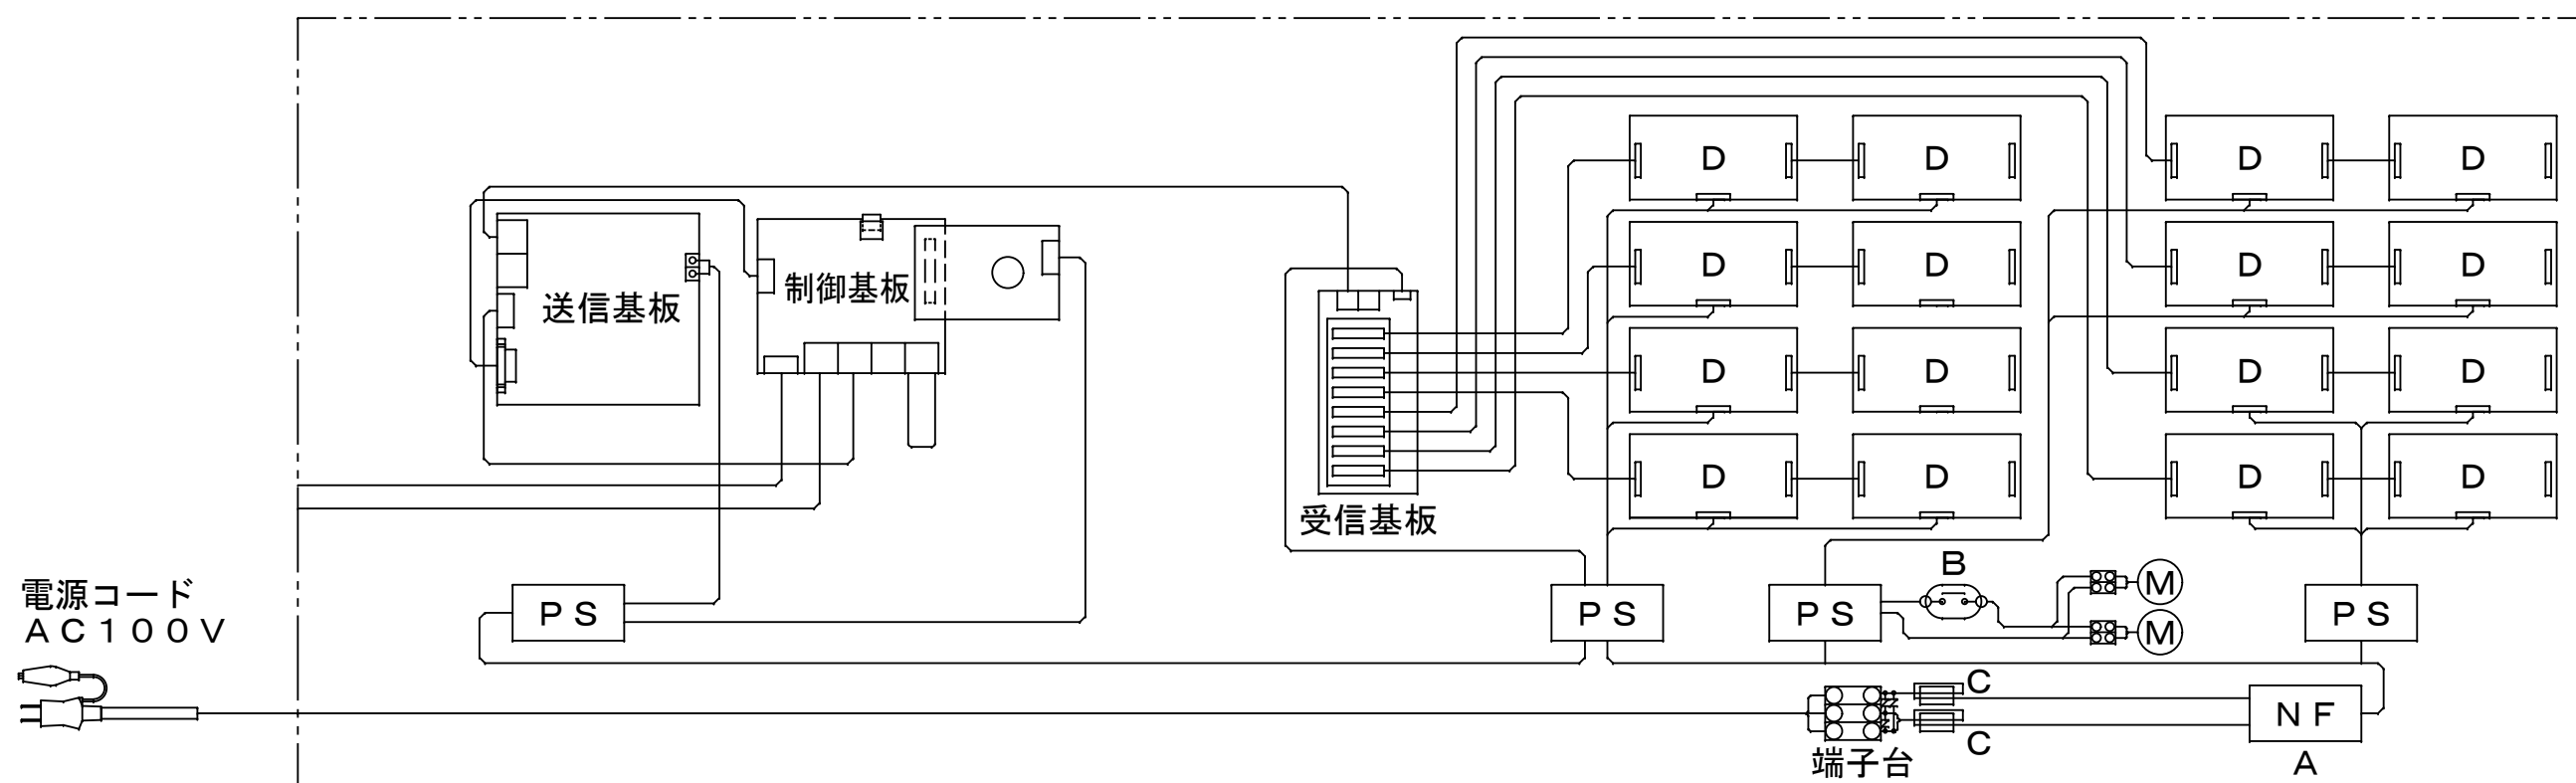 D D D D
D D D D
制御基板
送信基板
D D D D
D D D D
受信基板
電源コード
ＡＣ１００Ｖ
ＰＳ
ＰＳ
ＰＳ
Ｂ
Ｍ
Ｍ
ＰＳ
Ｃ
Ｃ
端子台
ＮＦ
Ａ